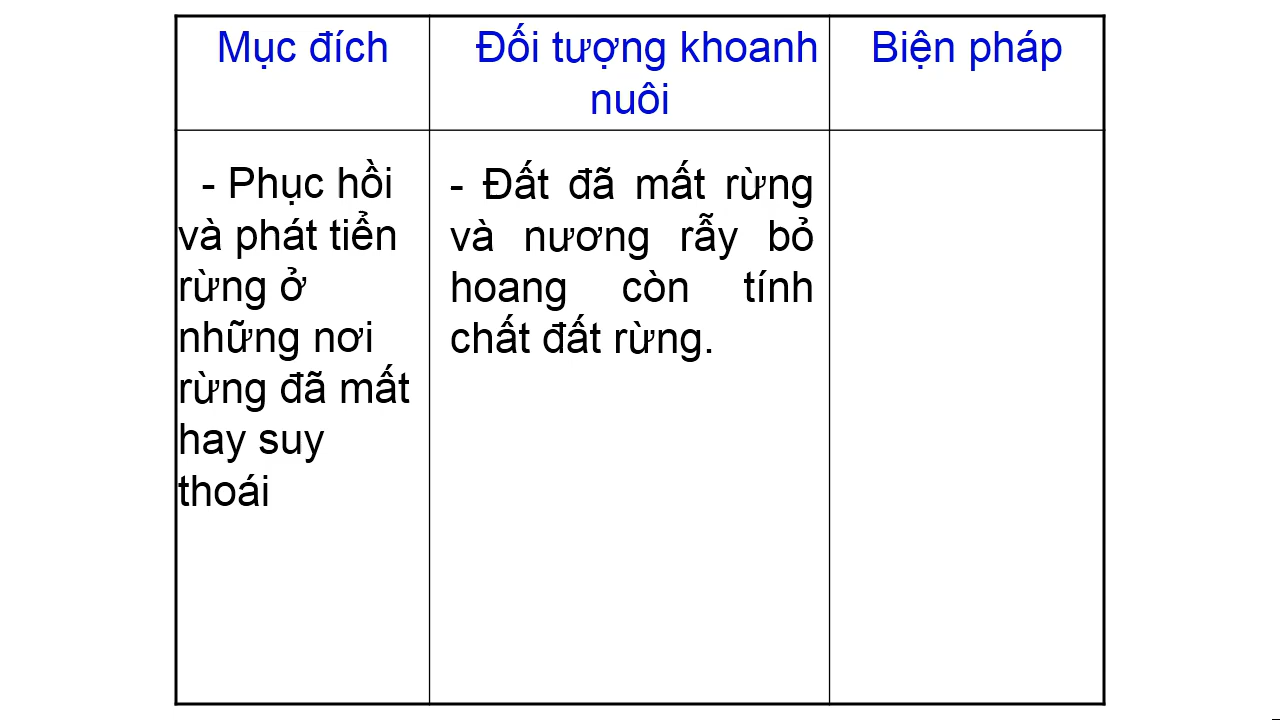 Mục đích
Đối tượng khoanh
nuôi
Biện pháp
- Phục hồi
và phát tiển
rừng ở
những nơi
rừng đã mất
hay suy
thoái
- Đất đã mất rừng
và nương rẫy bỏ
hoang còn tính
chất đất rừng.